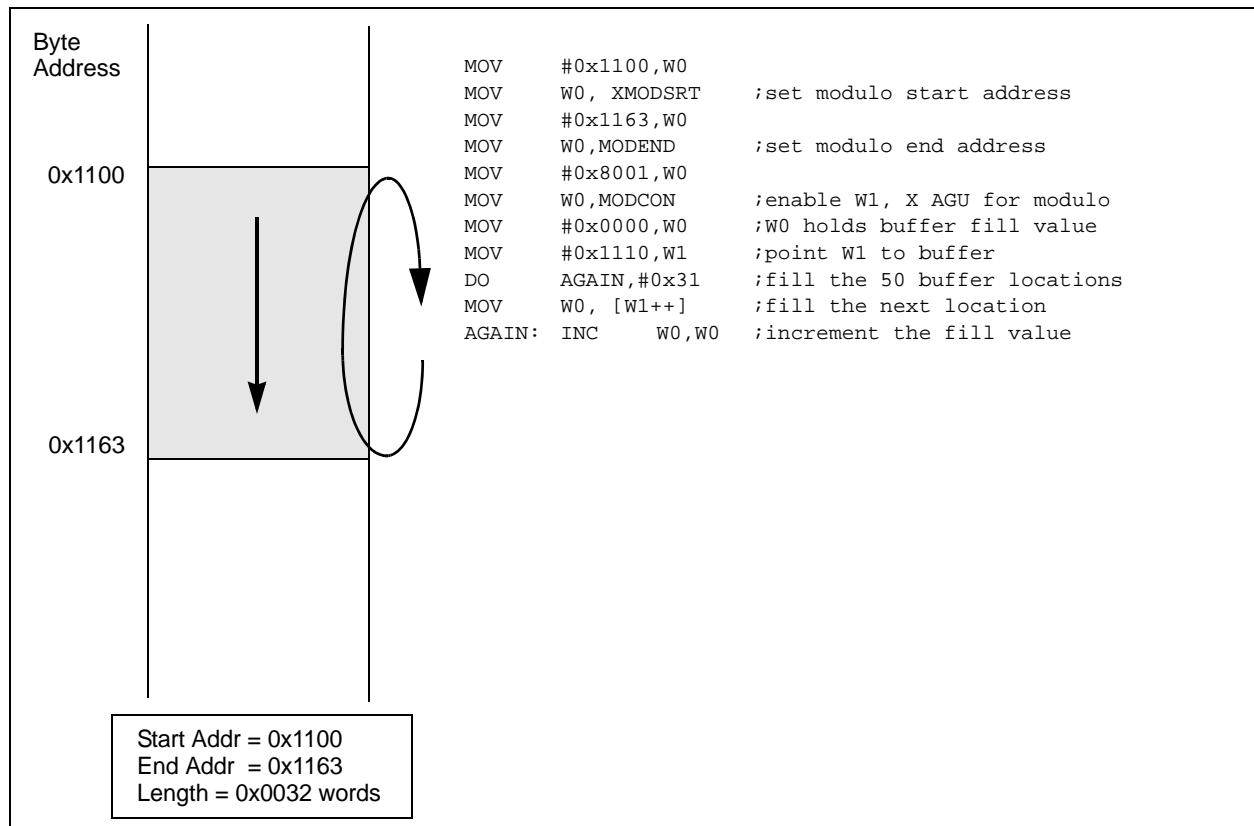 Byte
Address
0x1100
0x1163
MOV #0x1100,W0
MOV W0, XMODSRT ;set modulo start address
MOV #0x1163,W0
MOV W0,MODEND ;set modulo end address
MOV #0x8001,W0
MOV W0,MODCON ;enable W1, X AGU for modulo
MOV #0x0000,W0 ;W0 holds buffer fill value
MOV #0x1110,W1 ;point W1 to buffer
DO AGAIN,#0x31 ;fill the 50 buffer locations
MOV W0, [W1++] ;fill the next location
AGAIN: INC W0,W0 ;increment the fill value
Start Addr = 0x1100
End Addr = 0x1163
Length = 0x0032 words